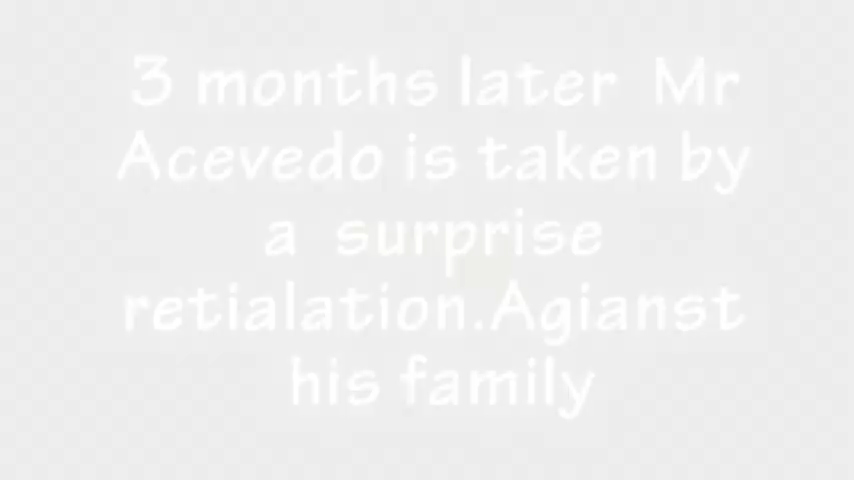 3 months later Mr
Acevedo is taken by
a surprise
retialation.Agianst
his family